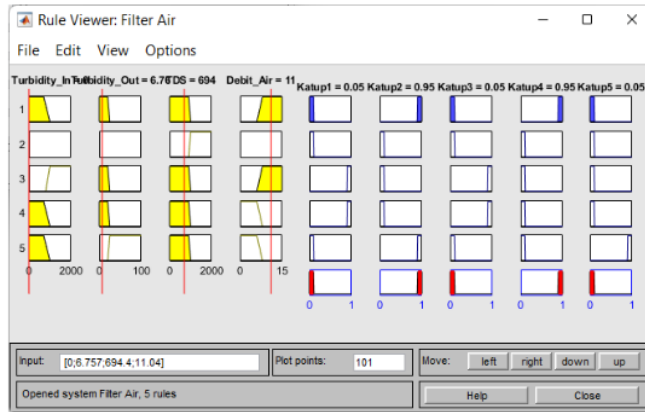 Rule Viewer: Filter Air
File Edit View Options
Turbidity_In = 0 Turbidity_Out = 6.76 TDS = 694 Debit_Air = 11 Katup1 = 0.05 Katup2 = 0.95 Katup3 = 0.05 Katup4 = 0.95 Katup5 = 0.05
1
2
3
4
5
0 2000 0 100 0 2000 0 15
0 1 0 1 0 1 0 1 0 1
Input: [0;6.757;694.4;11.04] Plot points: 101 Move: left right down up
Opened system Filter Air, 5 rules Help Close